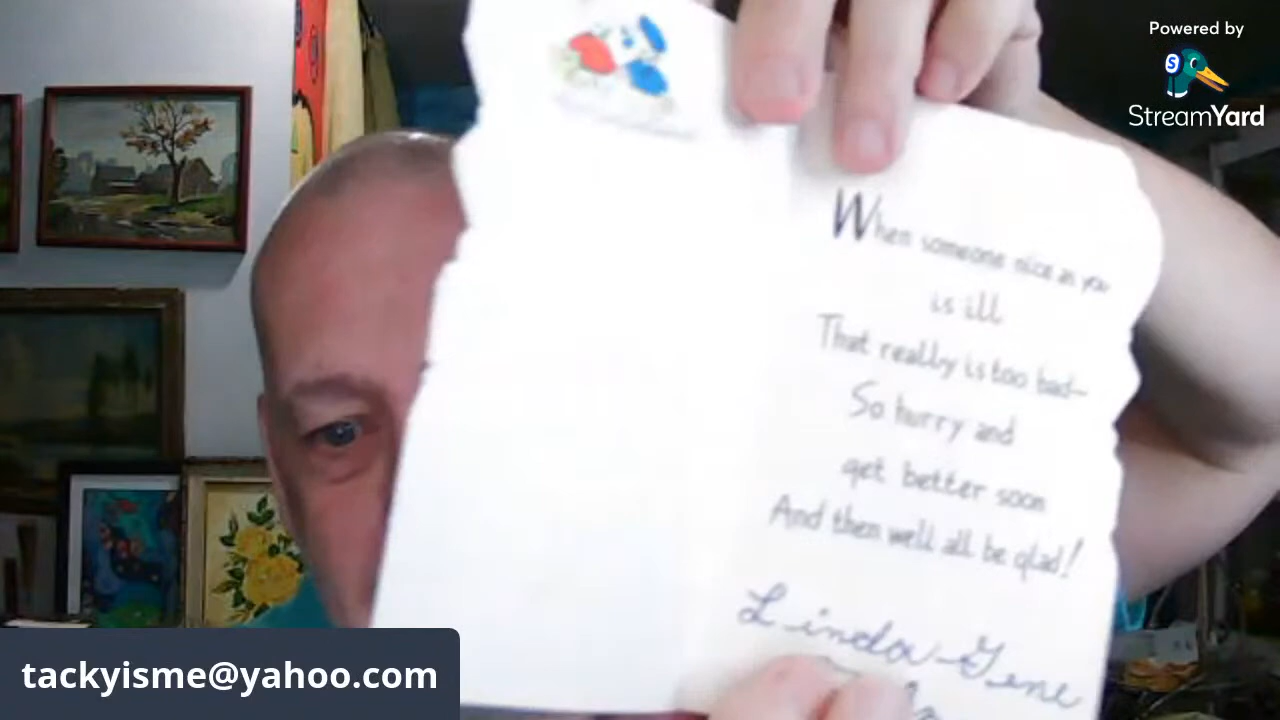 Powered by
StreamYard
When someone nice as you
is ill
That really is too bad—
So hurry and
get better soon
And then we'll all be glad!
Linda Gene
tackyisme@yahoo.com